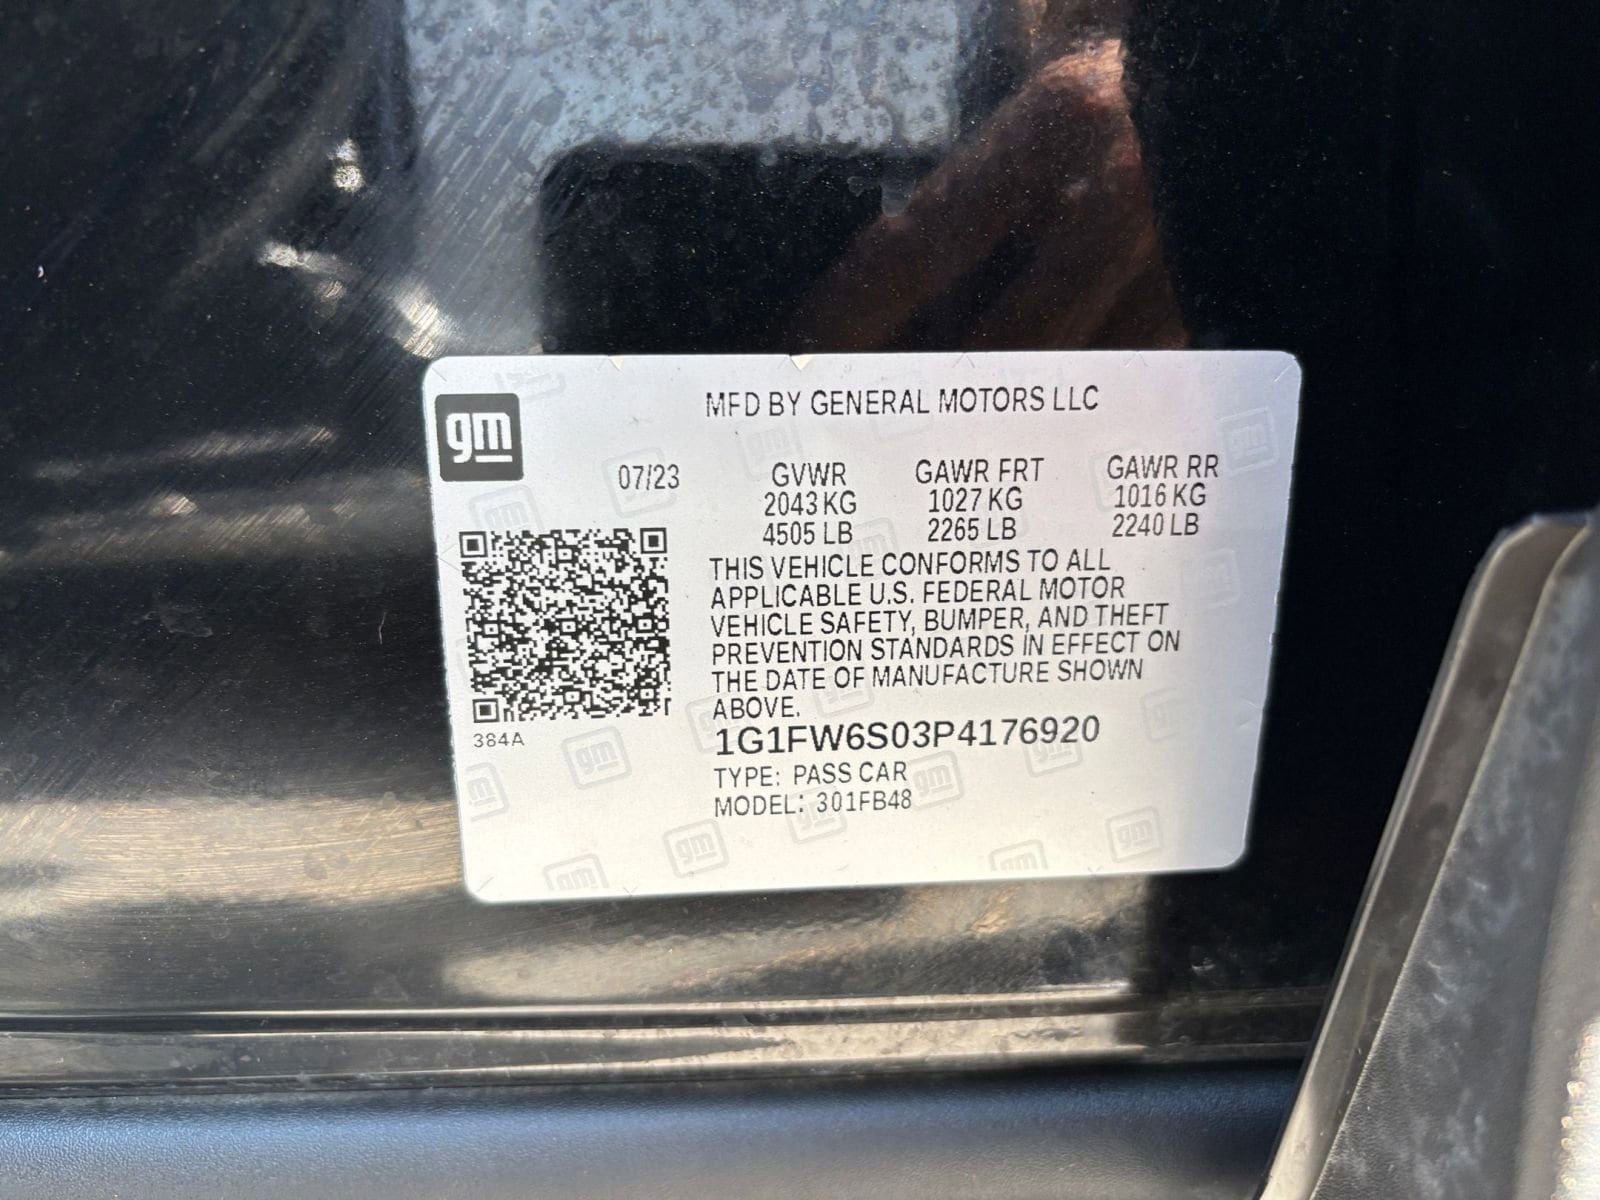 MFD BY GENERAL MOTORS LLC
gm
07/23 GVWR GAWR FRT GAWR RR
2043 KG 1027 KG 1016 KG
4505 LB 2265 LB 2240 LB
THIS VEHICLE CONFORMS TO ALL
APPLICABLE U.S. FEDERAL MOTOR
VEHICLE SAFETY, BUMPER, AND THEFT
PREVENTION STANDARDS IN EFFECT ON
THE DATE OF MANUFACTURE SHOWN
ABOVE.
384A
1G1FW6S03P4176920
TYPE: PASS CAR
MODEL: 301FB48